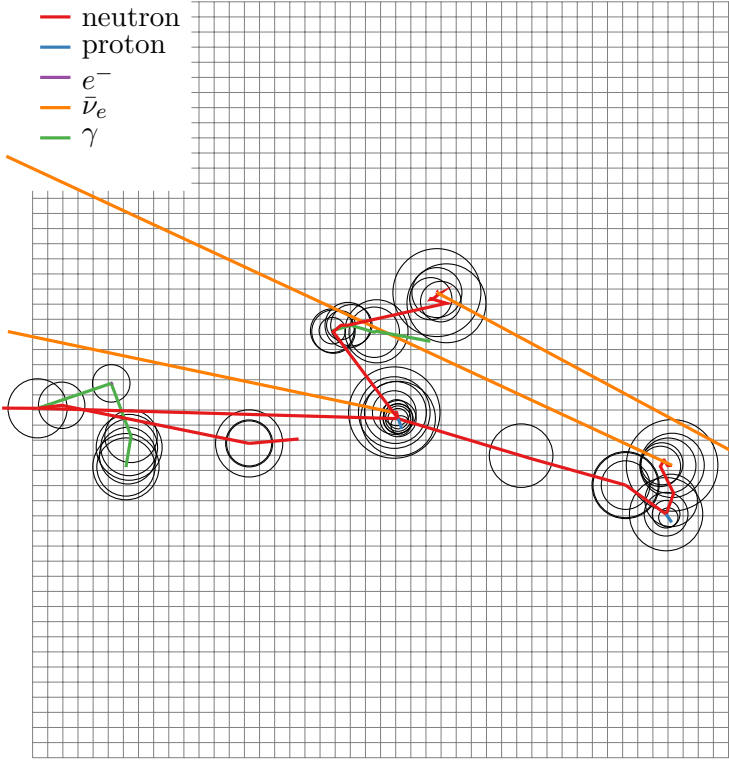 neutron
proton
e⁻
ν̄ₑ
γ